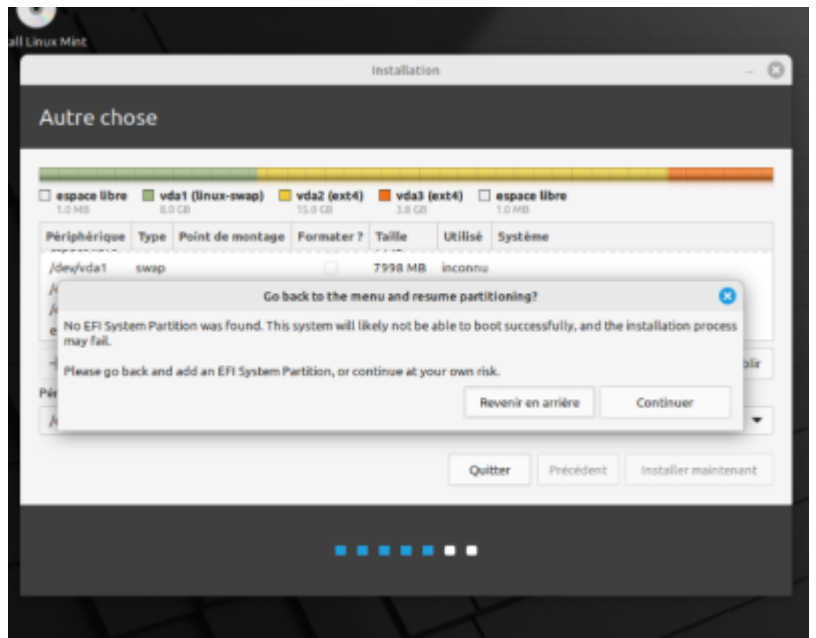 all Linux Mint
Installation
Autre chose
espace libre vda1 (linux-swap) vda2 (ext4) vda3 (ext4) espace libre
1.0 MB 8.0 GB 15.0 GB 3.8 GB 1.0 MB
Périphérique Type Point de montage Formater ? Taille Utilisé Système
/dev/vda1 swap 7998 MB inconnu
Go back to the menu and resume partitioning?
No EFI System Partition was found. This system will likely not be able to boot successfully, and the installation process
may fail.
Please go back and add an EFI System Partition, or continue at your own risk.
Revenir en arrière Continuer
Quitter Précédent Installer maintenant